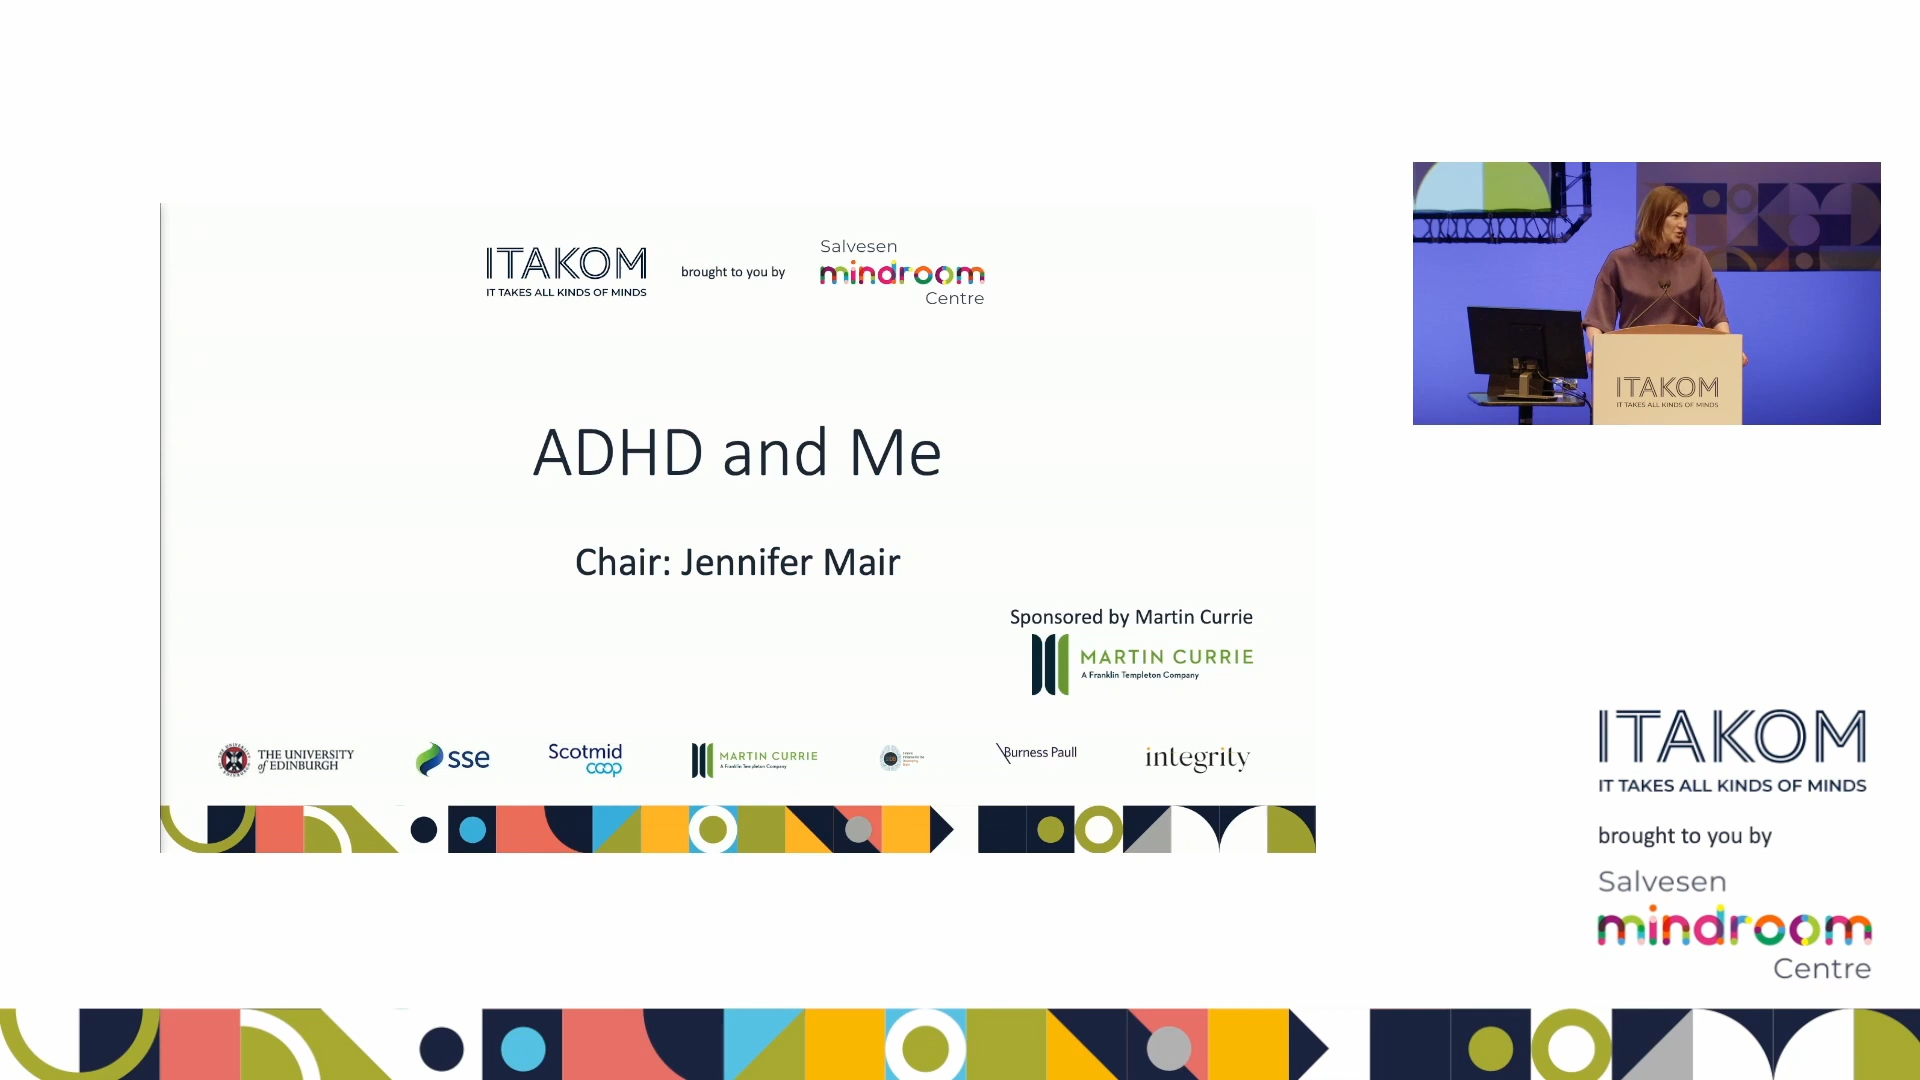 ITAKOM
IT TAKES ALL KINDS OF MINDS
brought to you by
Salvesen
mindroom
Centre
ADHD and Me
Chair: Jennifer Mair
Sponsored by Martin Currie
MARTIN CURRIE
A Franklin Templeton Company
THE UNIVERSITY
of EDINBURGH
sse
Scotmid
coop
MARTIN CURRIE
A Franklin Templeton Company
Burness Paull
integrity
ITAKOM
IT TAKES ALL KINDS OF MINDS
ITAKOM
IT TAKES ALL KINDS OF MINDS
brought to you by
Salvesen
mindroom
Centre